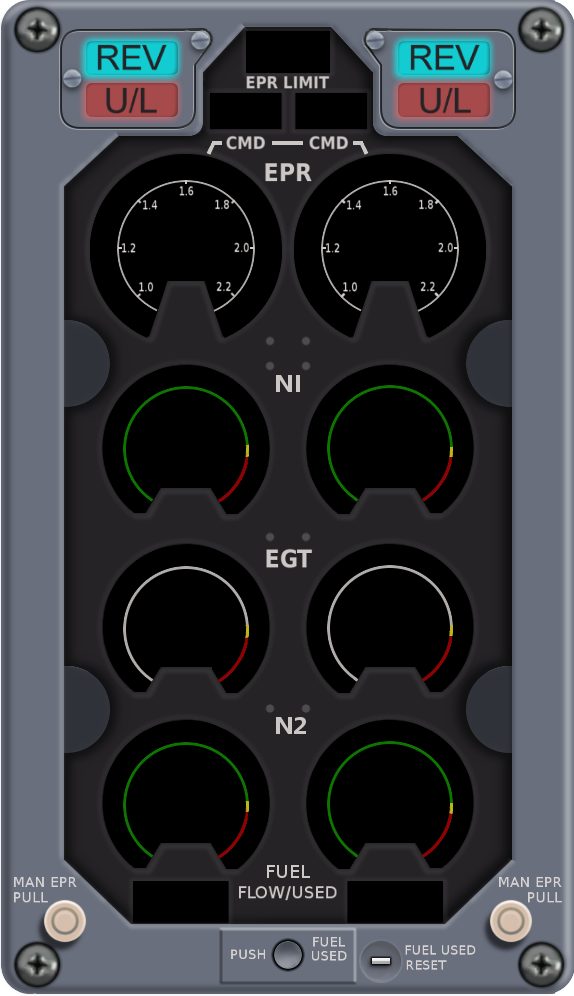 REV
U/L
REV
U/L
EPR LIMIT
CMD CMD
EPR
1.0 1.2 1.4 1.6 1.8 2.0 2.2
1.0 1.2 1.4 1.6 1.8 2.0 2.2
NI
EGT
N2
FUEL
FLOW/USED
MAN EPR
PULL
MAN EPR
PULL
PUSH
FUEL
USED
FUEL USED
RESET